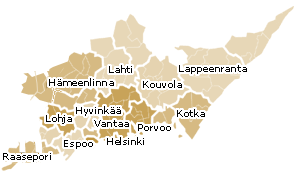 Lappeenranta
Lahti
Hämeenlinna
Kouvola
Hyvinkää
Kotka
Lohja
Vantaa
Porvoo
Espoo
Helsinki
Raasepori